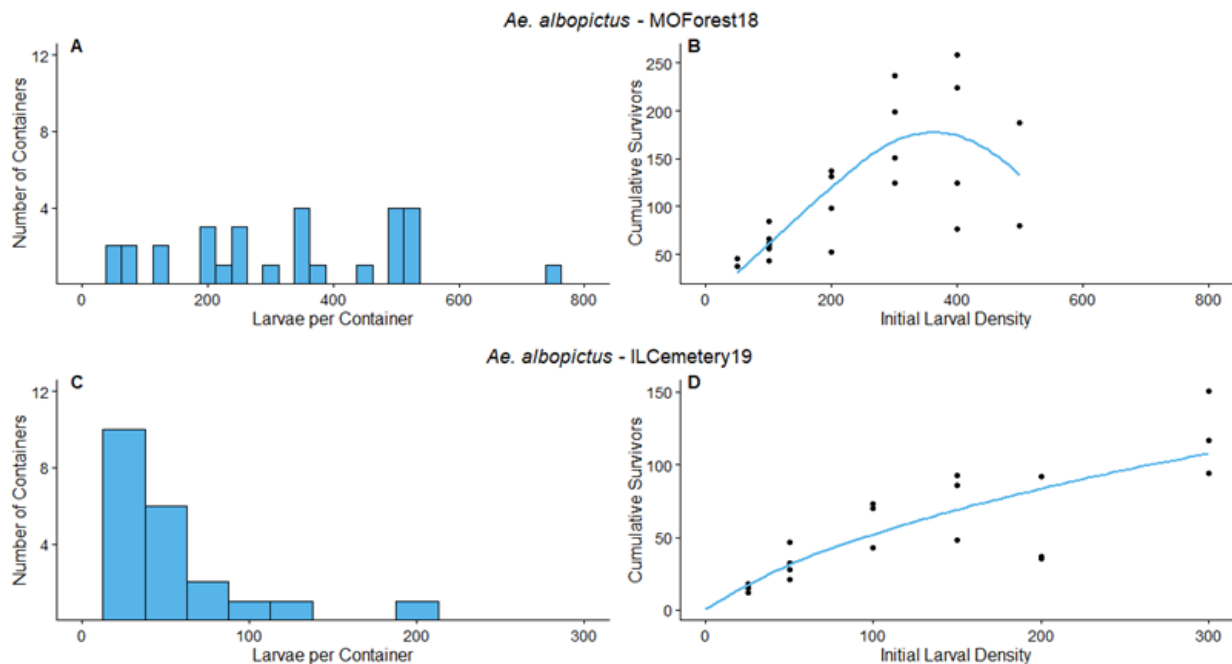 Ae. albopictus - MOForest18
A
B
12
8
4
Number of Containers
0
200
400
600
800
Larvae per Container
250
200
150
100
50
Cumulative Survivors
0
200
400
600
800
Initial Larval Density
Ae. albopictus - ILCemetery19
C
D
12
8
4
Number of Containers
0
100
200
300
Larvae per Container
150
100
50
0
Cumulative Survivors
0
100
200
300
Initial Larval Density